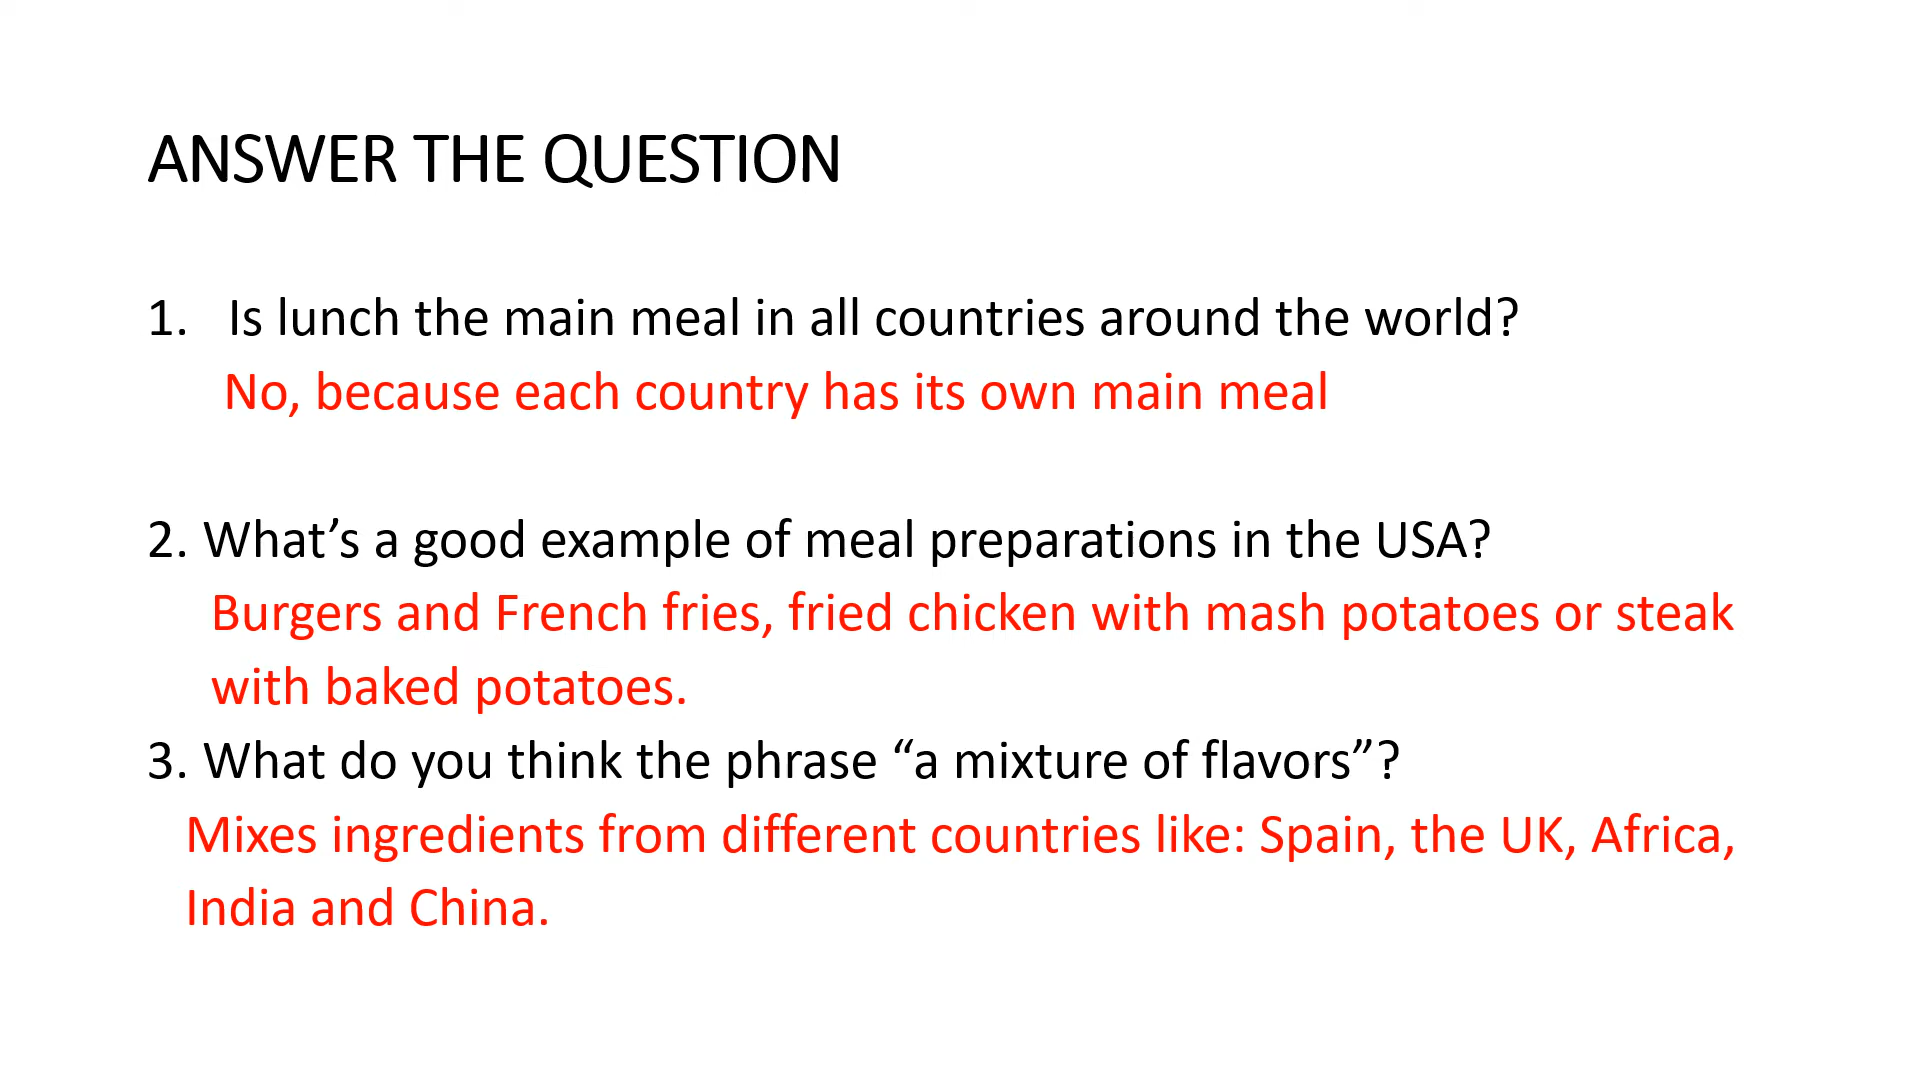 ANSWER THE QUESTION
1. Is lunch the main meal in all countries around the world?
No, because each country has its own main meal
2. What’s a good example of meal preparations in the USA?
Burgers and French fries, fried chicken with mash potatoes or steak
with baked potatoes.
3. What do you think the phrase “a mixture of flavors”?
Mixes ingredients from different countries like: Spain, the UK, Africa,
India and China.